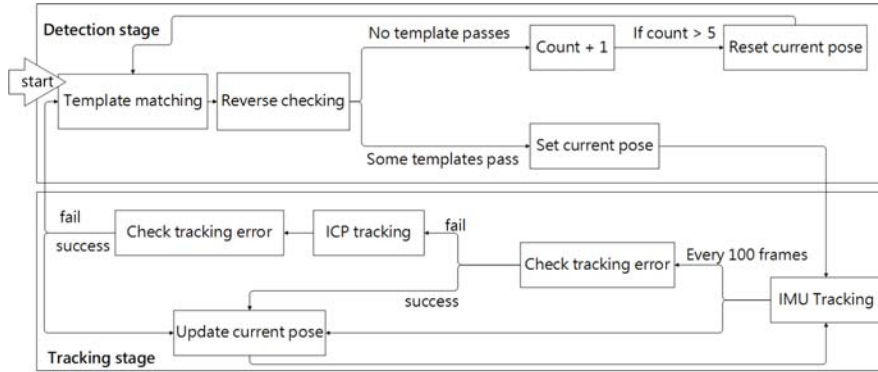 Detection stage
No template passes
Count + 1
If count > 5
Reset current pose
start
Template matching
Reverse checking
Some templates pass
Set current pose
fail
success
Check tracking error
ICP tracking
fail
Check tracking error
Every 100 frames
IMU Tracking
success
Update current pose
Tracking stage